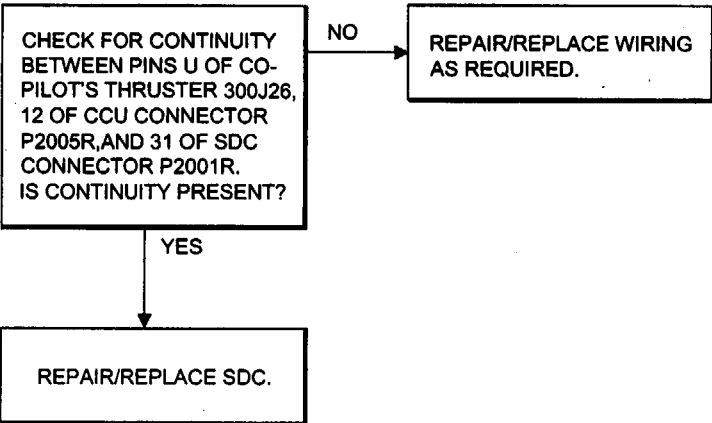 CHECK FOR CONTINUITY
BETWEEN PINS U OF CO-
PILOT'S THRUSTER 300J26,
12 OF CCU CONNECTOR
P2005R,AND 31 OF SDC
CONNECTOR P2001R.
IS CONTINUITY PRESENT?
NO
REPAIR/REPLACE WIRING
AS REQUIRED.
YES
REPAIR/REPLACE SDC.